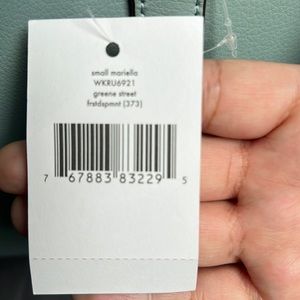 small mariella
WKRU6921
greene street
frstdspmnt (373)
7 67883 83229 5